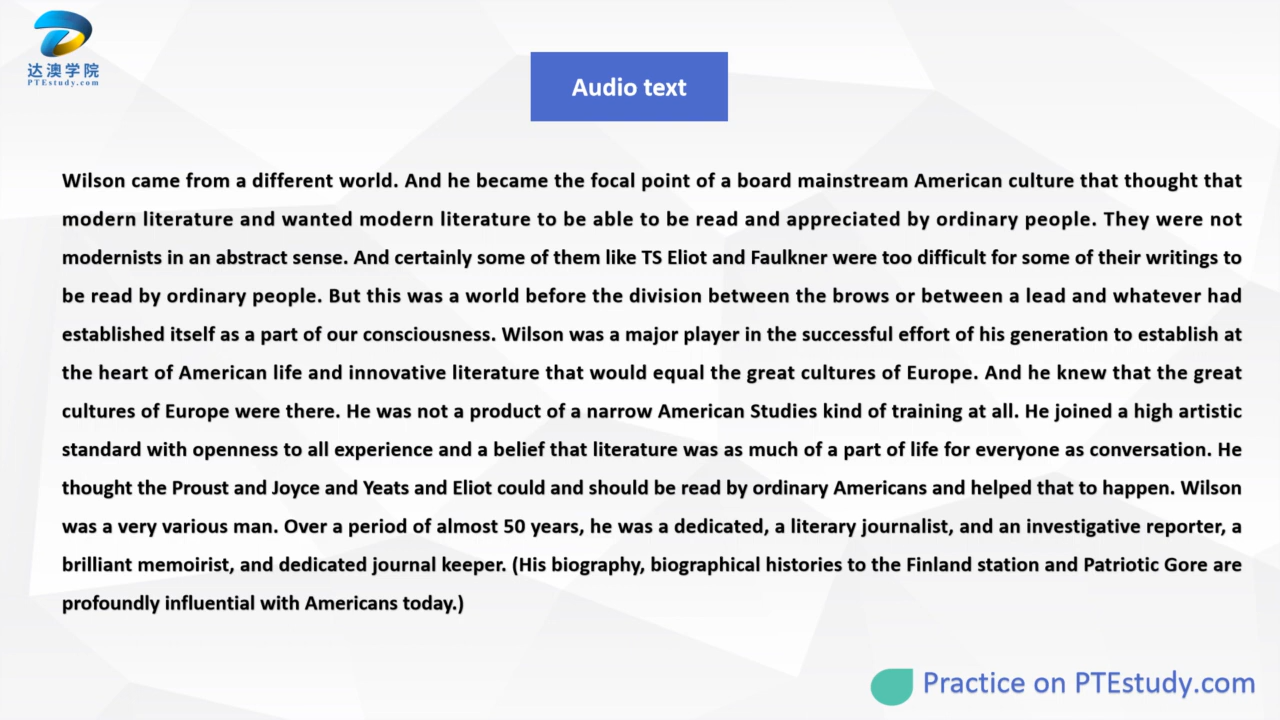 达澳学院
PTEstudy.com
Audio text
Wilson came from a different world. And he became the focal point of a board mainstream American culture that thought that
modern literature and wanted modern literature to be able to be read and appreciated by ordinary people. They were not
modernists in an abstract sense. And certainly some of them like TS Eliot and Faulkner were too difficult for some of their writings to
be read by ordinary people. But this was a world before the division between the brows or between a lead and whatever had
established itself as a part of our consciousness. Wilson was a major player in the successful effort of his generation to establish at
the heart of American life and innovative literature that would equal the great cultures of Europe. And he knew that the great
cultures of Europe were there. He was not a product of a narrow American Studies kind of training at all. He joined a high artistic
standard with openness to all experience and a belief that literature was as much of a part of life for everyone as conversation. He
thought the Proust and Joyce and Yeats and Eliot could and should be read by ordinary Americans and helped that to happen. Wilson
was a very various man. Over a period of almost 50 years, he was a dedicated, a literary journalist, and an investigative reporter, a
brilliant memoirist, and dedicated journal keeper. (His biography, biographical histories to the Finland station and Patriotic Gore are
profoundly influential with Americans today.)
Practice on PTEstudy.com